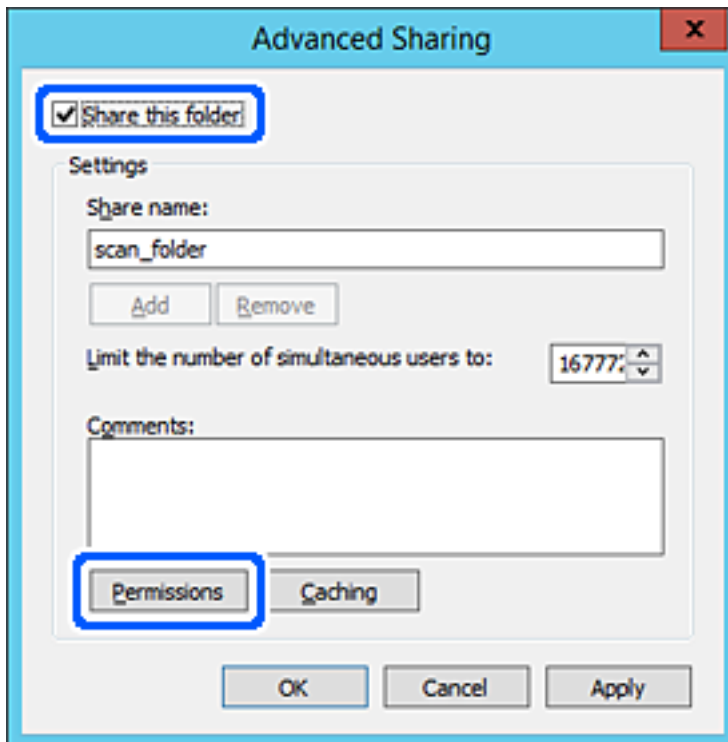 Advanced Sharing
Share this folder
Settings
Share name:
scan_folder
Add Remove
Limit the number of simultaneous users to: 16777
Comments:
Permissions Caching
OK Cancel Apply